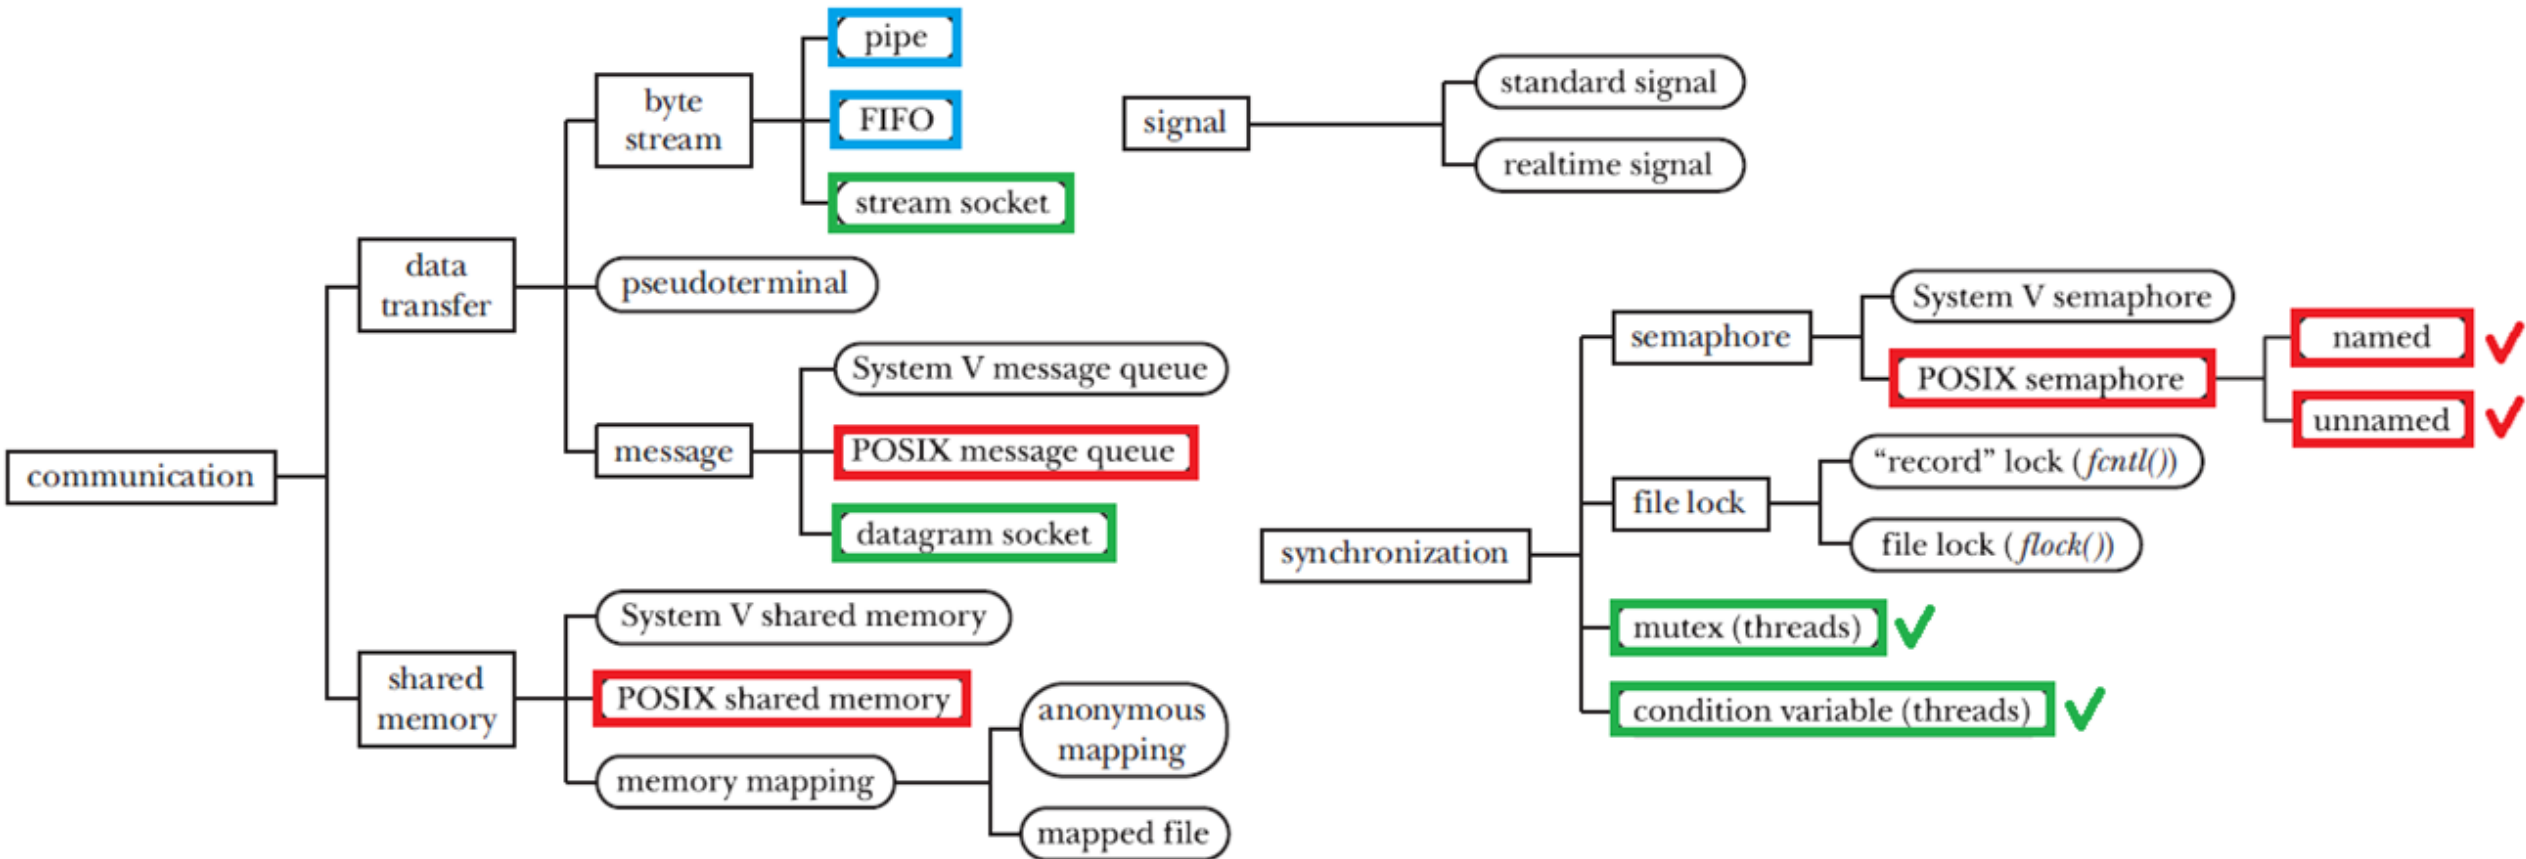 pipe
byte
stream
FIFO
stream socket
data
transfer
pseudoterminal
System V message queue
message
POSIX message queue
datagram socket
communication
System V shared memory
shared
memory
POSIX shared memory
memory mapping
anonymous
mapping
mapped file
signal
standard signal
realtime signal
synchronization
semaphore
System V semaphore
POSIX semaphore
named
unnamed
file lock
“record” lock (fcntl())
file lock (flock())
mutex (threads)
condition variable (threads)